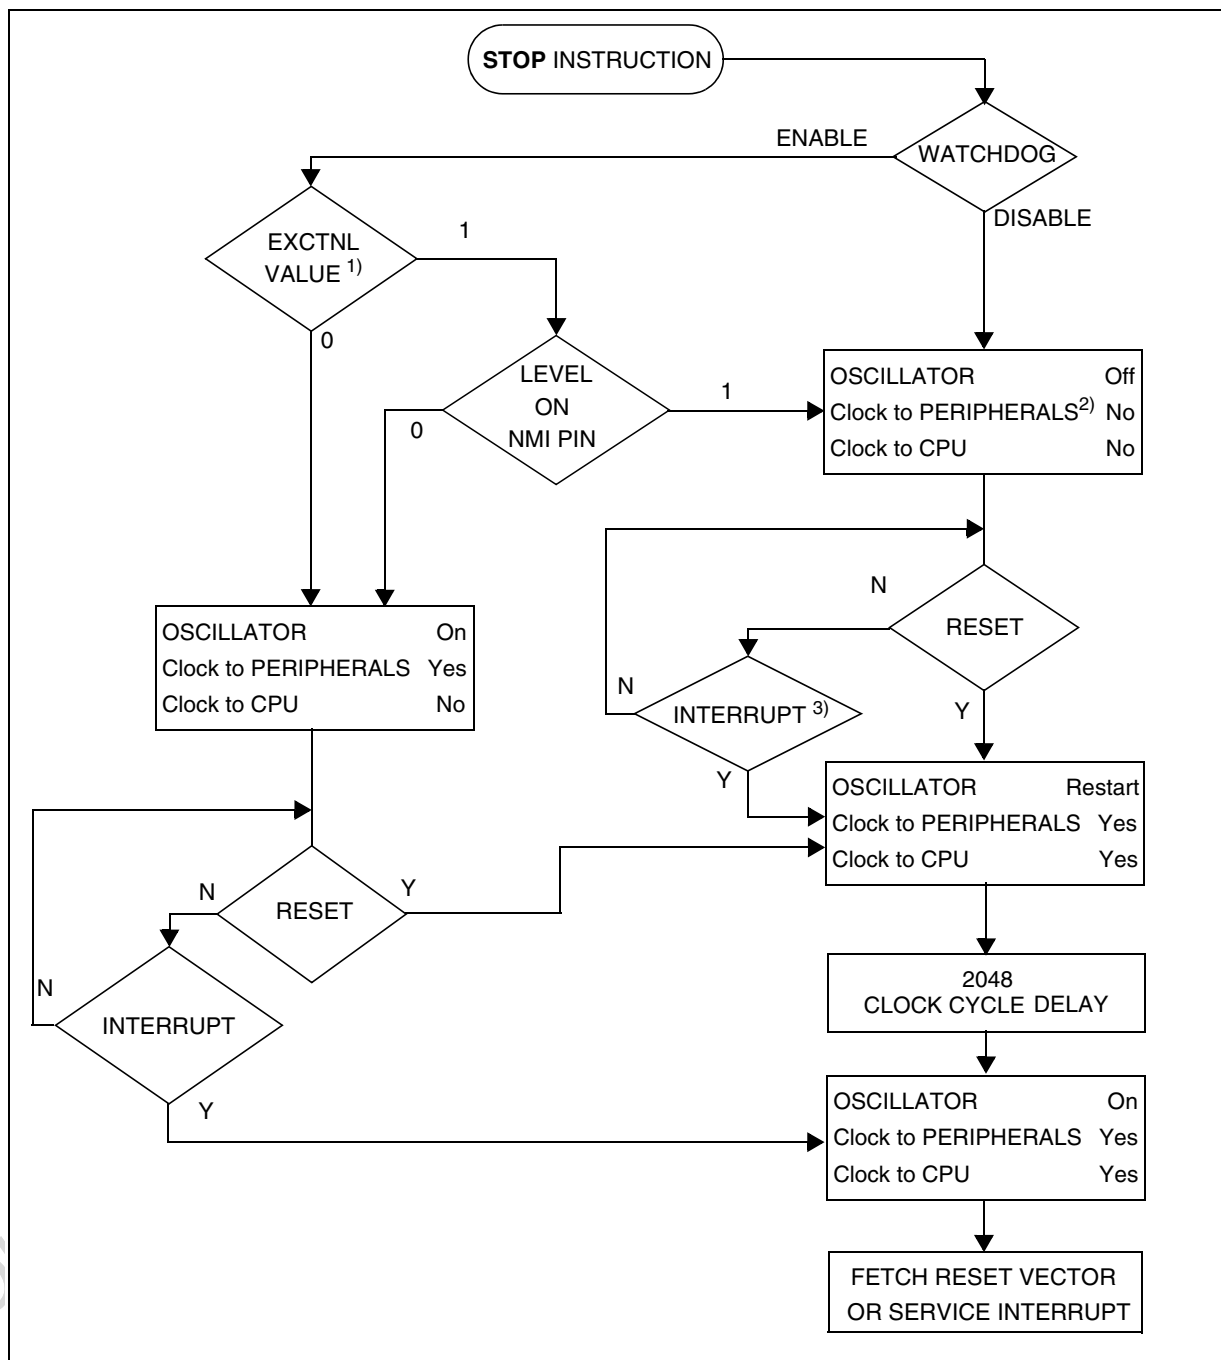 STOP INSTRUCTION
ENABLE
WATCHDOG
DISABLE
EXCTNL
VALUE 1)
1
0
LEVEL
ON
NMI PIN
1
0
OSCILLATOR Off
Clock to PERIPHERALS2) No
Clock to CPU No
N
RESET
Y
OSCILLATOR On
Clock to PERIPHERALS Yes
Clock to CPU No
N
INTERRUPT 3)
Y
OSCILLATOR Restart
Clock to PERIPHERALS Yes
Clock to CPU Yes
N
RESET
Y
N
INTERRUPT
Y
2048
CLOCK CYCLE DELAY
OSCILLATOR On
Clock to PERIPHERALS Yes
Clock to CPU Yes
FETCH RESET VECTOR
OR SERVICE INTERRUPT